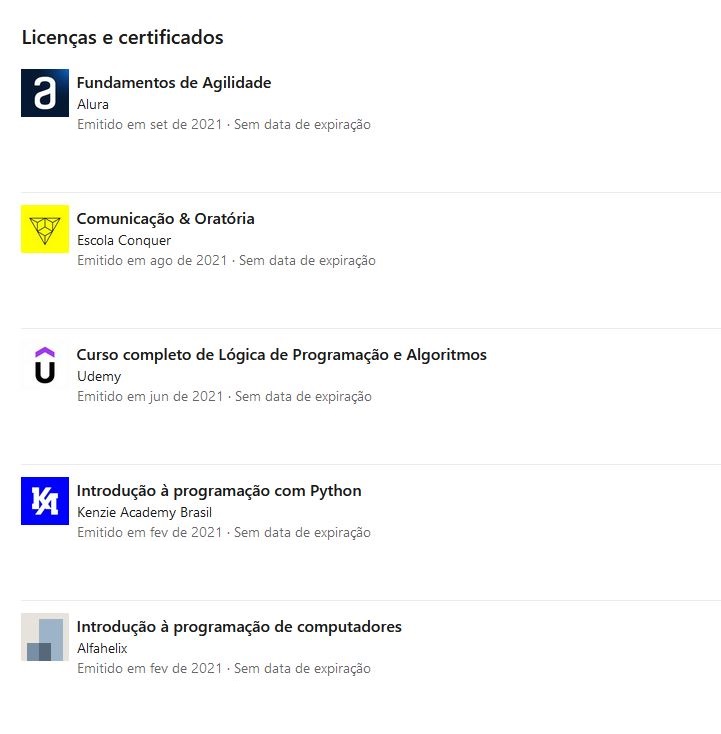 Licenças e certificados
a
Fundamentos de Agilidade
Alura
Emitido em set de 2021 · Sem data de expiração
Comunicação & Oratória
Escola Conquer
Emitido em ago de 2021 · Sem data de expiração
Curso completo de Lógica de Programação e Algoritmos
U
Udemy
Emitido em jun de 2021 · Sem data de expiração
Introdução à programação com Python
KA
Kenzie Academy Brasil
Emitido em fev de 2021 · Sem data de expiração
Introdução à programação de computadores
Alfahelix
Emitido em fev de 2021 · Sem data de expiração